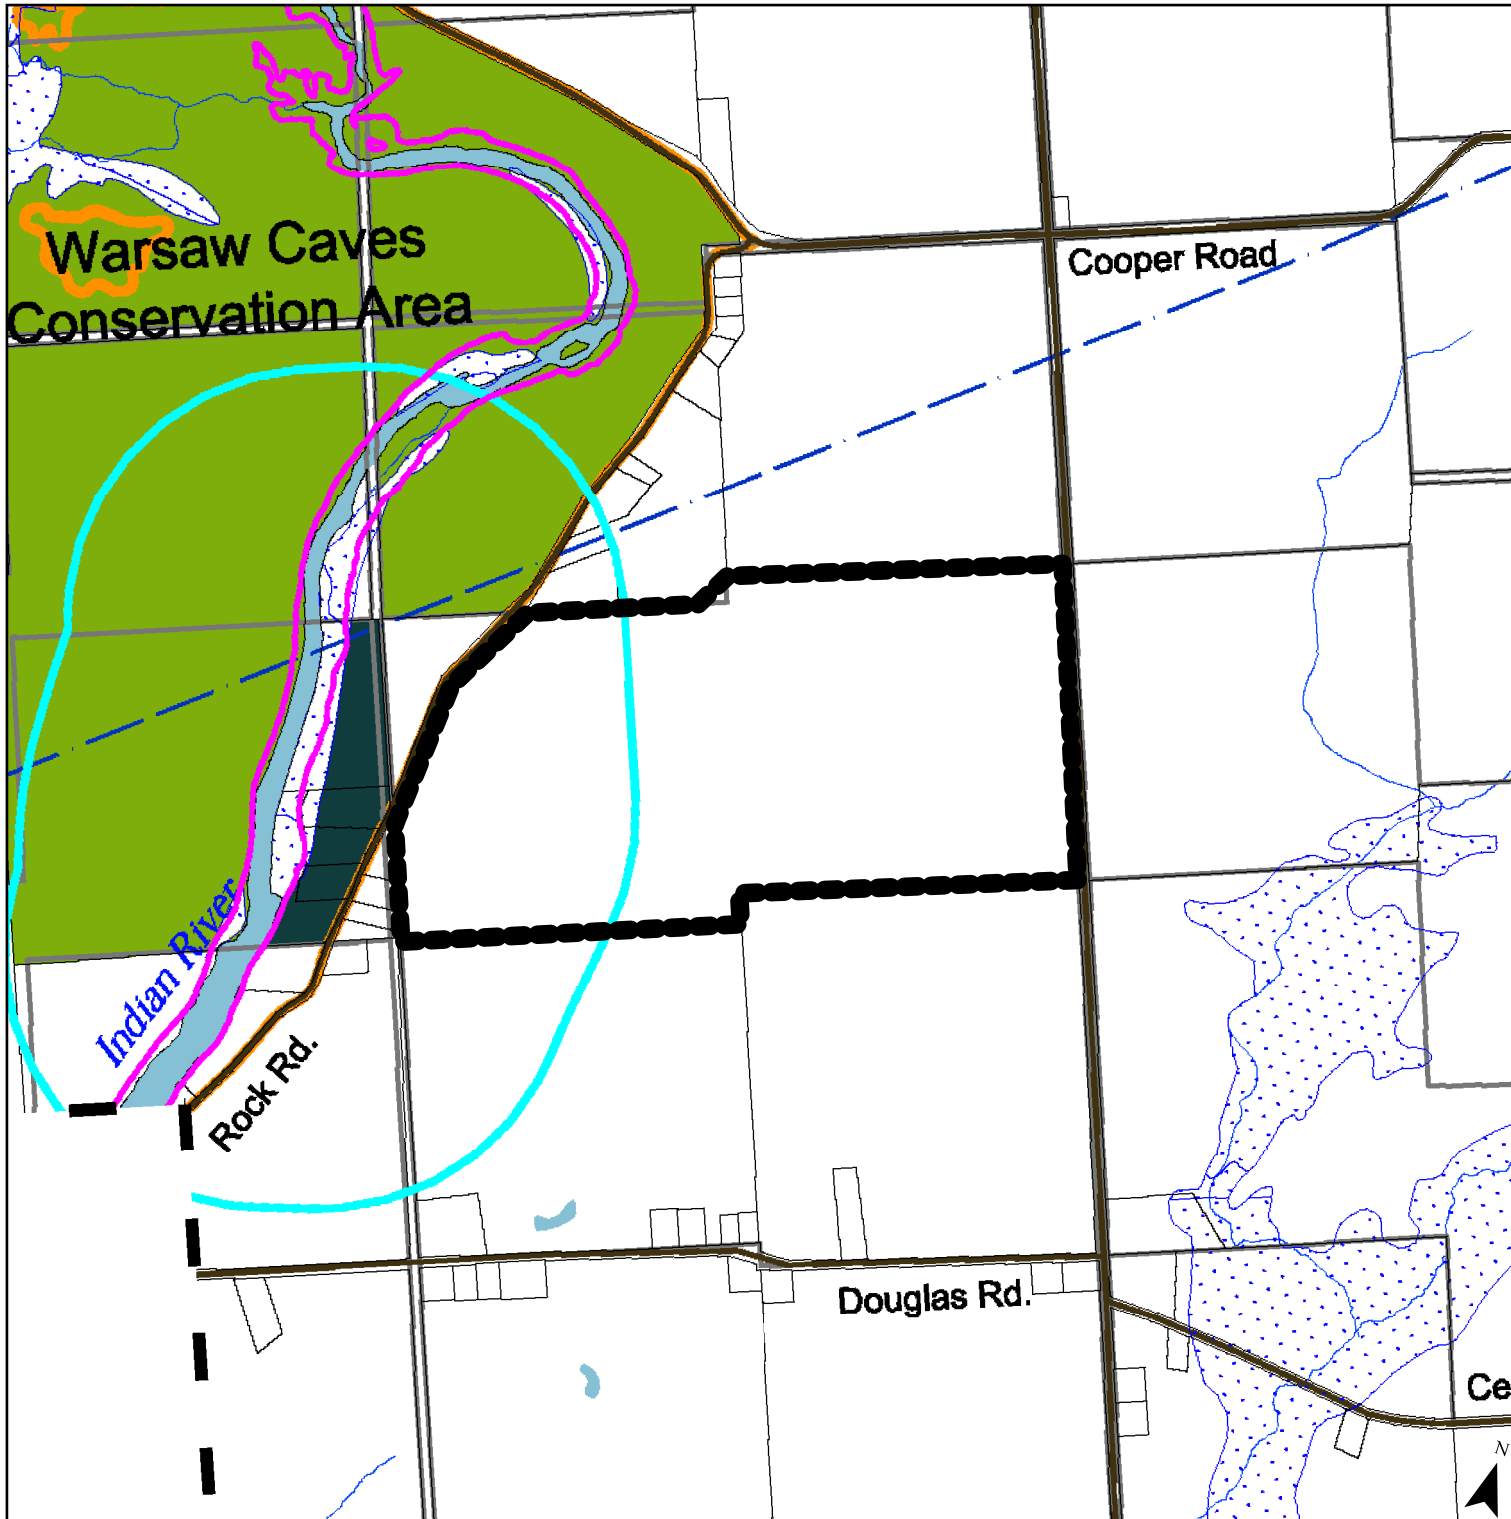 Warsaw Caves
Conservation Area
Cooper Road
Indian River
Rock Rd.
Douglas Rd.
Ce
N